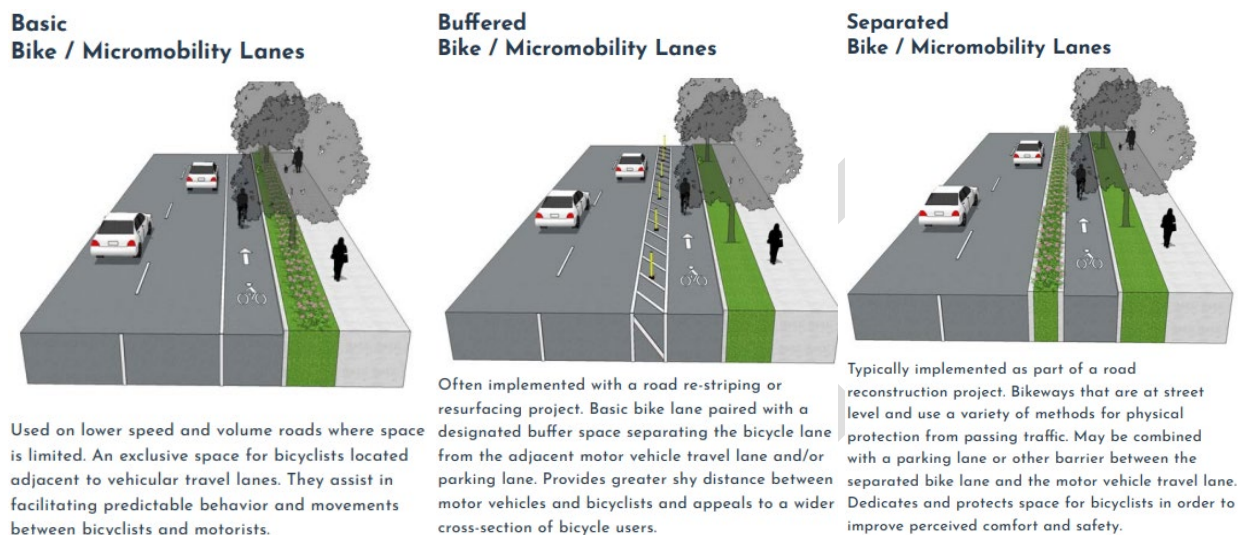 Basic
Bike / Micromobility Lanes
Used on lower speed and volume roads where space
is limited. An exclusive space for bicyclists located
adjacent to vehicular travel lanes. They assist in
facilitating predictable behavior and movements
between bicyclists and motorists.
Buffered
Bike / Micromobility Lanes
Often implemented with a road re-striping or
resurfacing project. Basic bike lane paired with a
designated buffer space separating the bicycle lane
from the adjacent motor vehicle travel lane and/or
parking lane. Provides greater shy distance between
motor vehicles and bicyclists and appeals to a wider
cross-section of bicycle users.
Separated
Bike / Micromobility Lanes
Typically implemented as part of a road
reconstruction project. Bikeways that are at street
level and use a variety of methods for physical
protection from passing traffic. May be combined
with a parking lane or other barrier between the
separated bike lane and the motor vehicle travel lane.
Dedicates and protects space for bicyclists in order to
improve perceived comfort and safety.